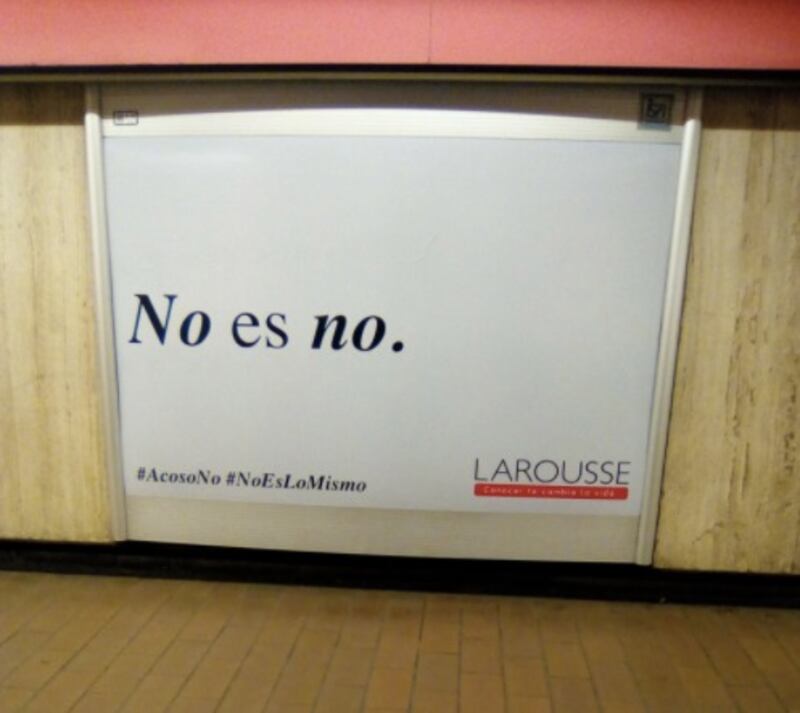 No es no.
#AcosoNo #NoEsLoMismo
LAROUSSE
Conocer te cambia la vida